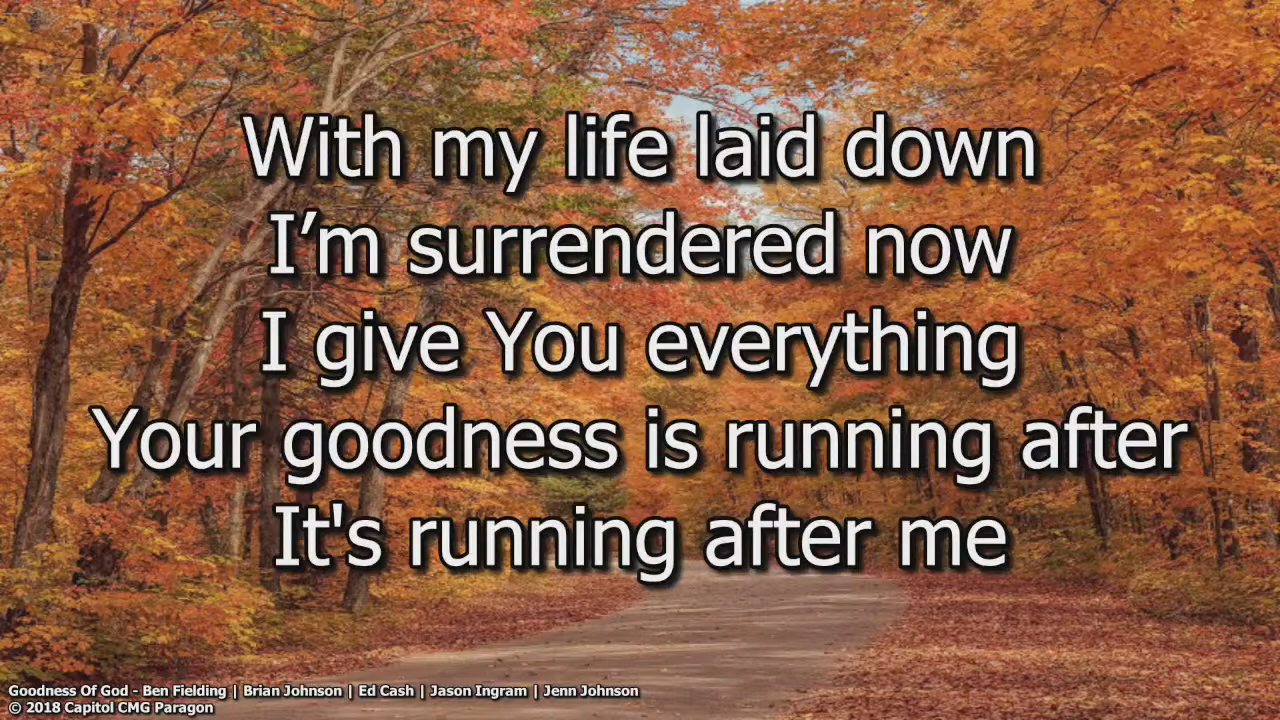 With my life laid down
I’m surrendered now
I give You everything
Your goodness is running after
It's running after me
Goodness Of God - Ben Fielding | Brian Johnson | Ed Cash | Jason Ingram | Jenn Johnson
© 2018 Capitol CMG Paragon